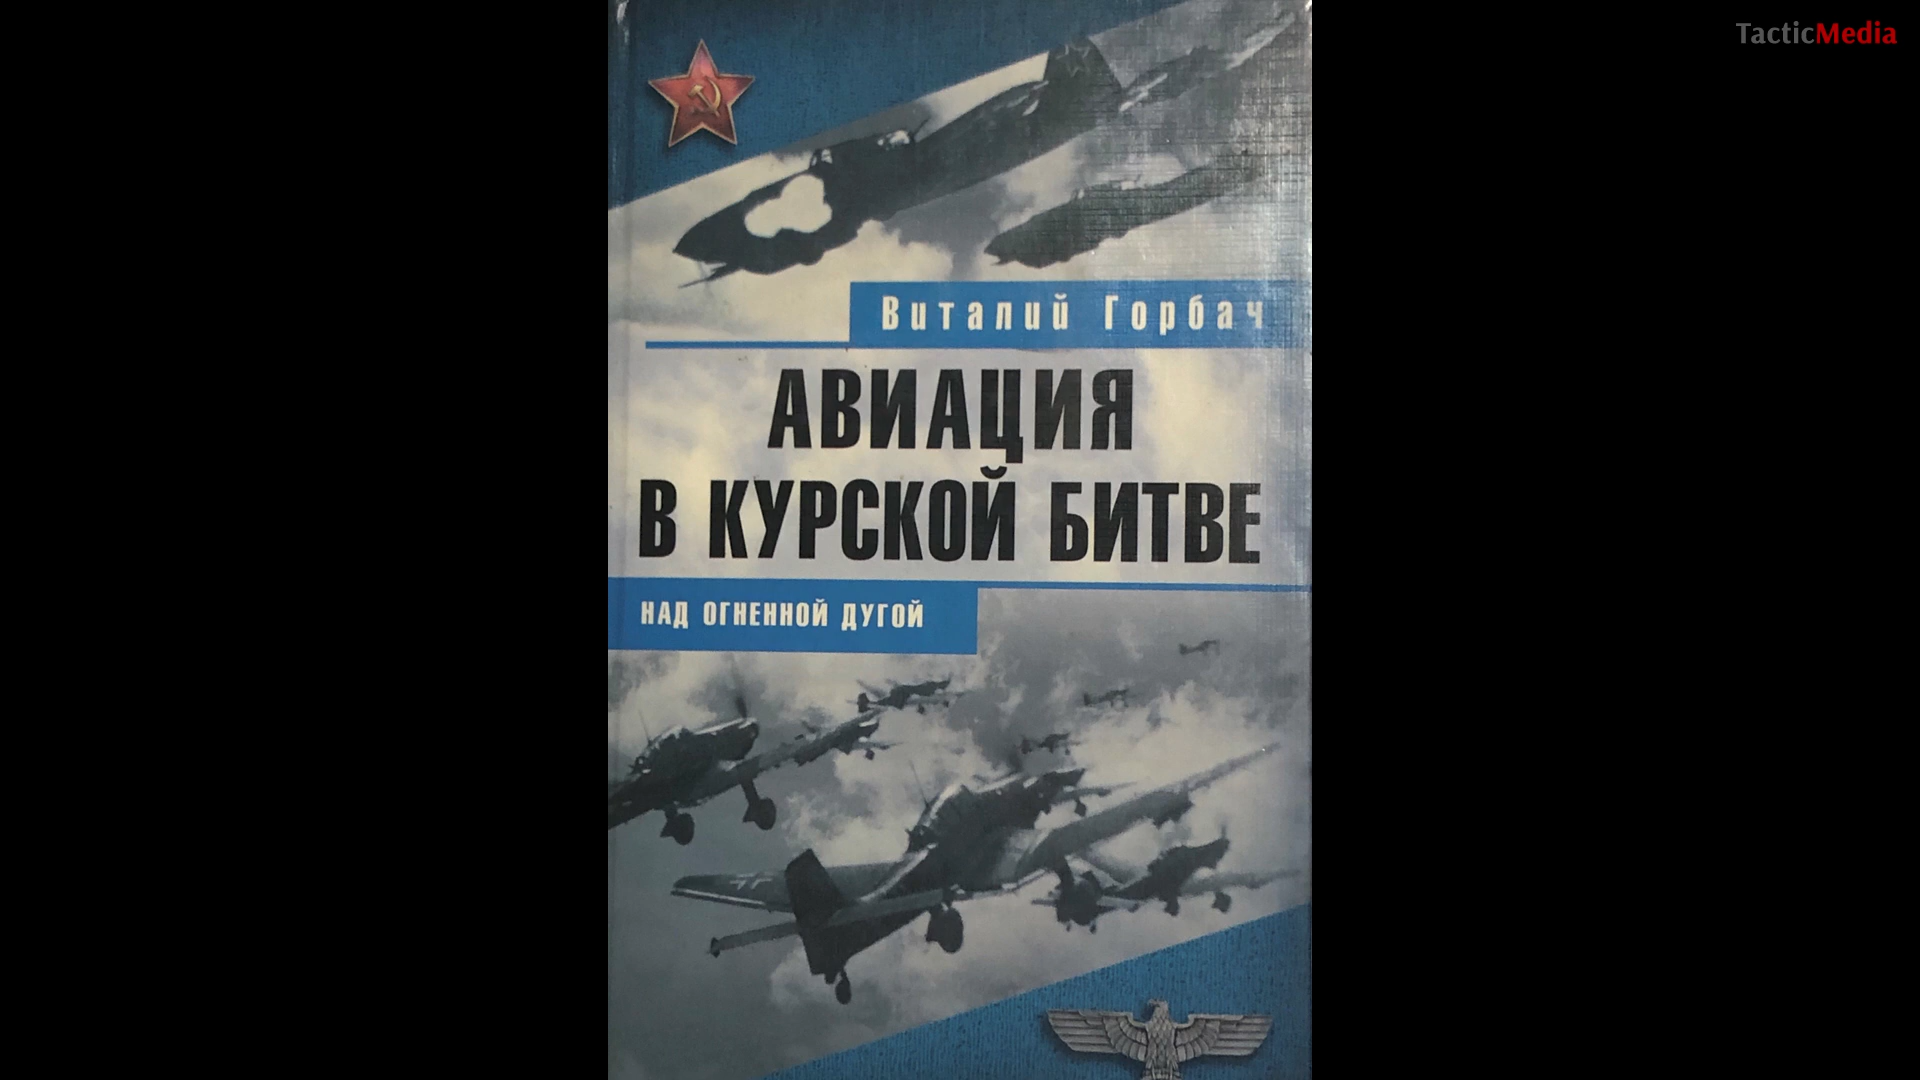 TacticMedia
Виталий Горбач
АВИАЦИЯ
В КУРСКОЙ БИТВЕ
НАД ОГНЕННОЙ ДУГОЙ